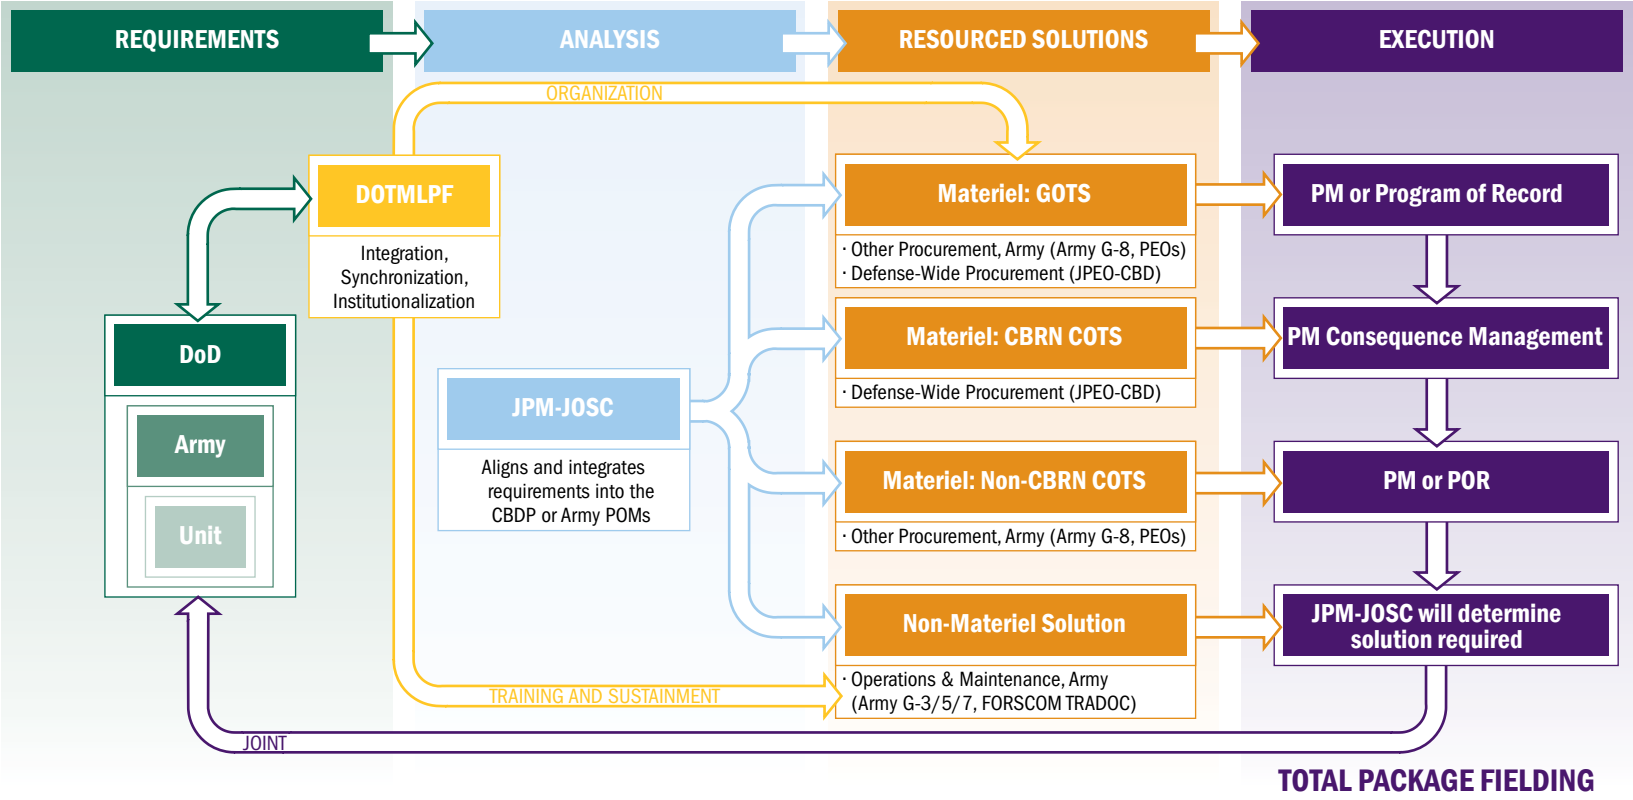 REQUIREMENTS
ANALYSIS
RESOURCED SOLUTIONS
EXECUTION
ORGANIZATION
DOTMLPF
Integration,
Synchronization,
Institutionalization
DoD
Army
Unit
JPM-JOSC
Aligns and integrates
requirements into the
CBDP or Army POMs
Materiel: GOTS
· Other Procurement, Army (Army G-8, PEOs)
· Defense-Wide Procurement (JPEO-CBD)
Materiel: CBRN COTS
· Defense-Wide Procurement (JPEO-CBD)
Materiel: Non-CBRN COTS
· Other Procurement, Army (Army G-8, PEOs)
Non-Materiel Solution
· Operations & Maintenance, Army
(Army G-3/5/7, FORSCOM TRADOC)
PM or Program of Record
PM Consequence Management
PM or POR
JPM-JOSC will determine
solution required
TRAINING AND SUSTAINMENT
JOINT
TOTAL PACKAGE FIELDING